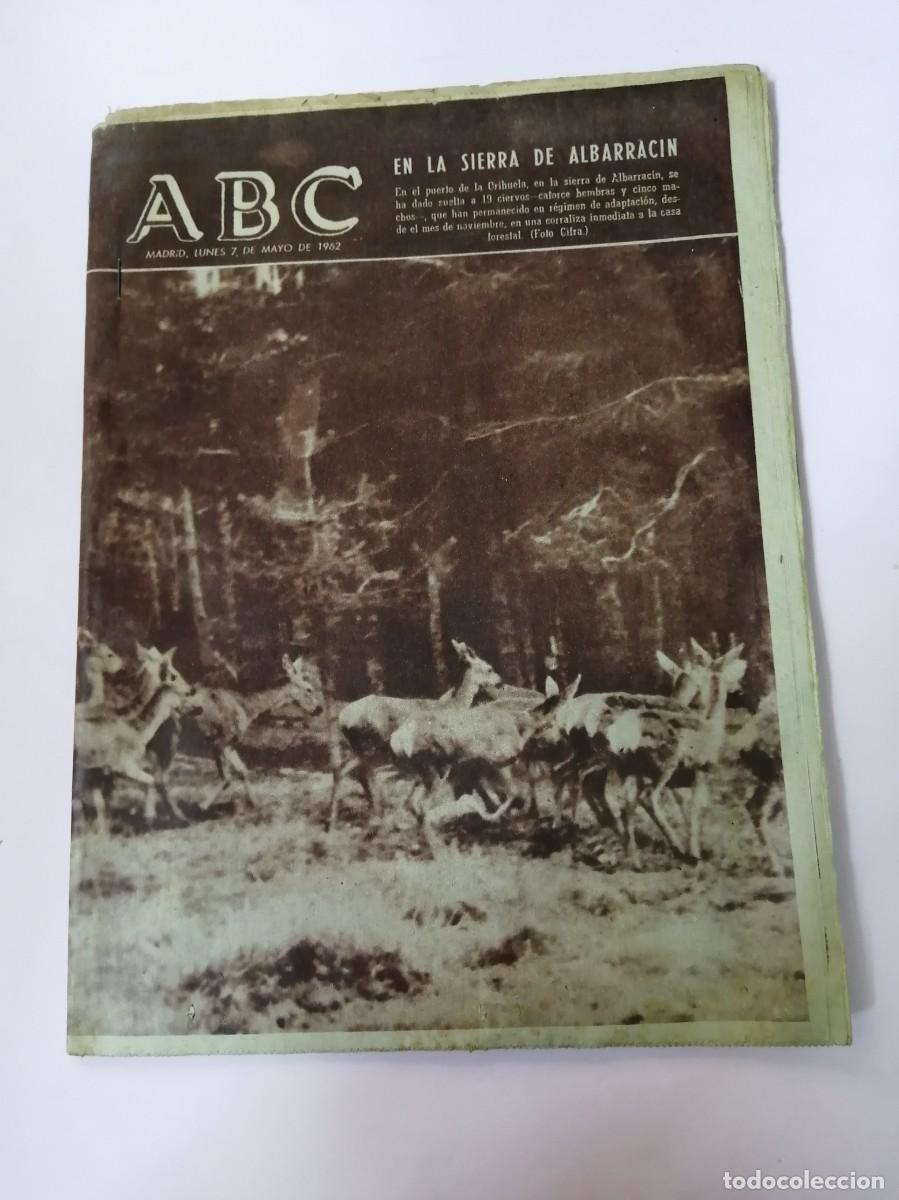 EN LA SIERRA DE ALBARRACIN
En el puerto de la Orihuela, en la sierra de Albarracín, se
ha dado suelta a 19 ciervos—catorce hembras y cinco ma-
chos—, que han permanecido en régimen de adaptación, des-
de el mes de noviembre, en una corraliza inmediata a la casa
forestal. (Foto Cifra.)
ABC
MADRID, LUNES 7, DE MAYO DE 1962
todocoleccion